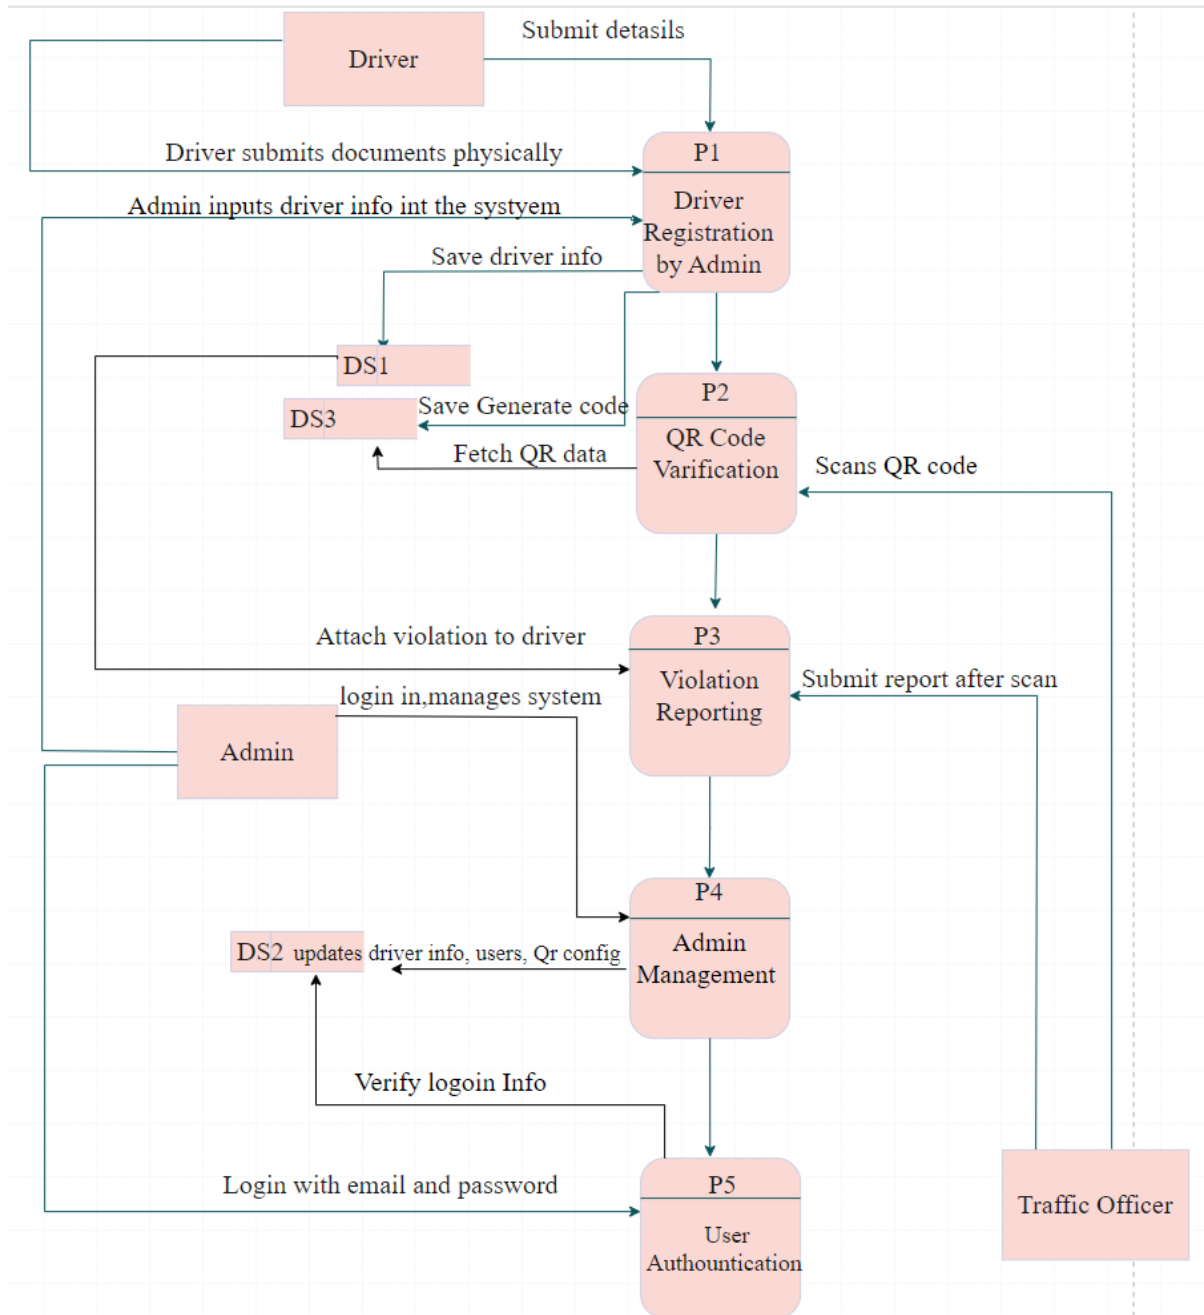 Submit detasils
Driver
Driver submits documents physically
P1
Driver
Registration
by Admin
Admin inputs driver info int the systyem
Save driver info
DS1
DS3
Save Generate code
Fetch QR data
P2
QR Code
Varification
Scans QR code
Attach violation to driver
P3
Violation
Reporting
Submit report after scan
login in,manages system
Admin
P4
Admin
Management
DS2 updates driver info, users, Qr config
Verify logoin Info
Login with email and password
P5
User
Authountication
Traffic Officer